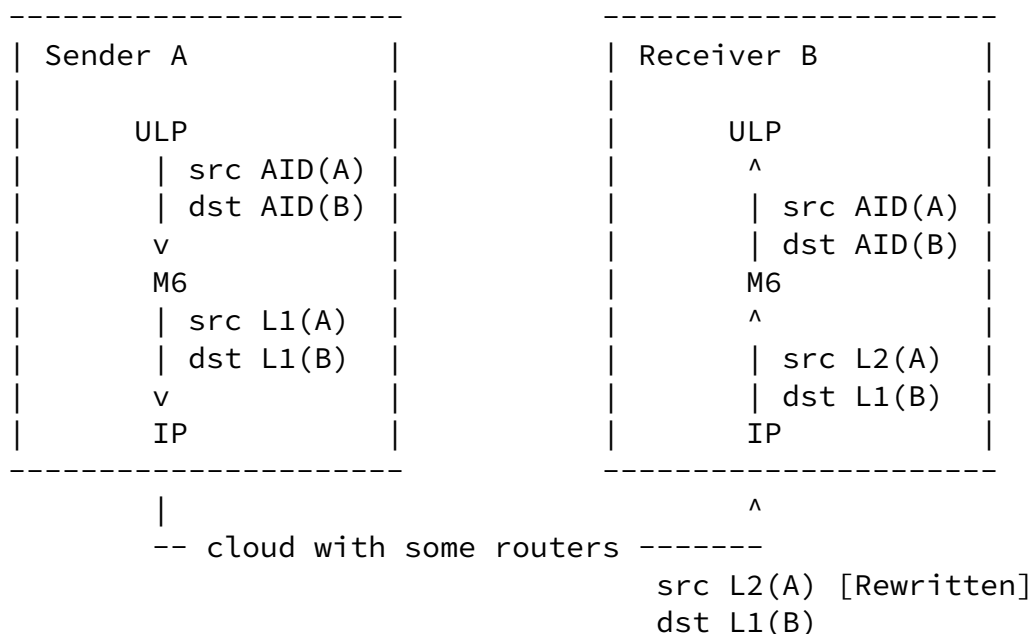 ----------------------          ----------------------
| Sender A           |          | Receiver B         |
|                    |          |                    |
|      ULP           |          |      ULP           |
|       | src AID(A) |          |       ^            |
|       | dst AID(B) |          |       | src AID(A) |
|       v            |          |       | dst AID(B) |
|       M6           |          |       M6           |
|       | src L1(A)  |          |       ^            |
|       | dst L1(B)  |          |       | src L2(A)  |
|       v            |          |       | dst L1(B)  |
|       IP           |          |       IP           |
----------------------          ----------------------
        |                                ^
        -- cloud with some routers -------
                                   src L2(A) [Rewritten]
                                   dst L1(B)